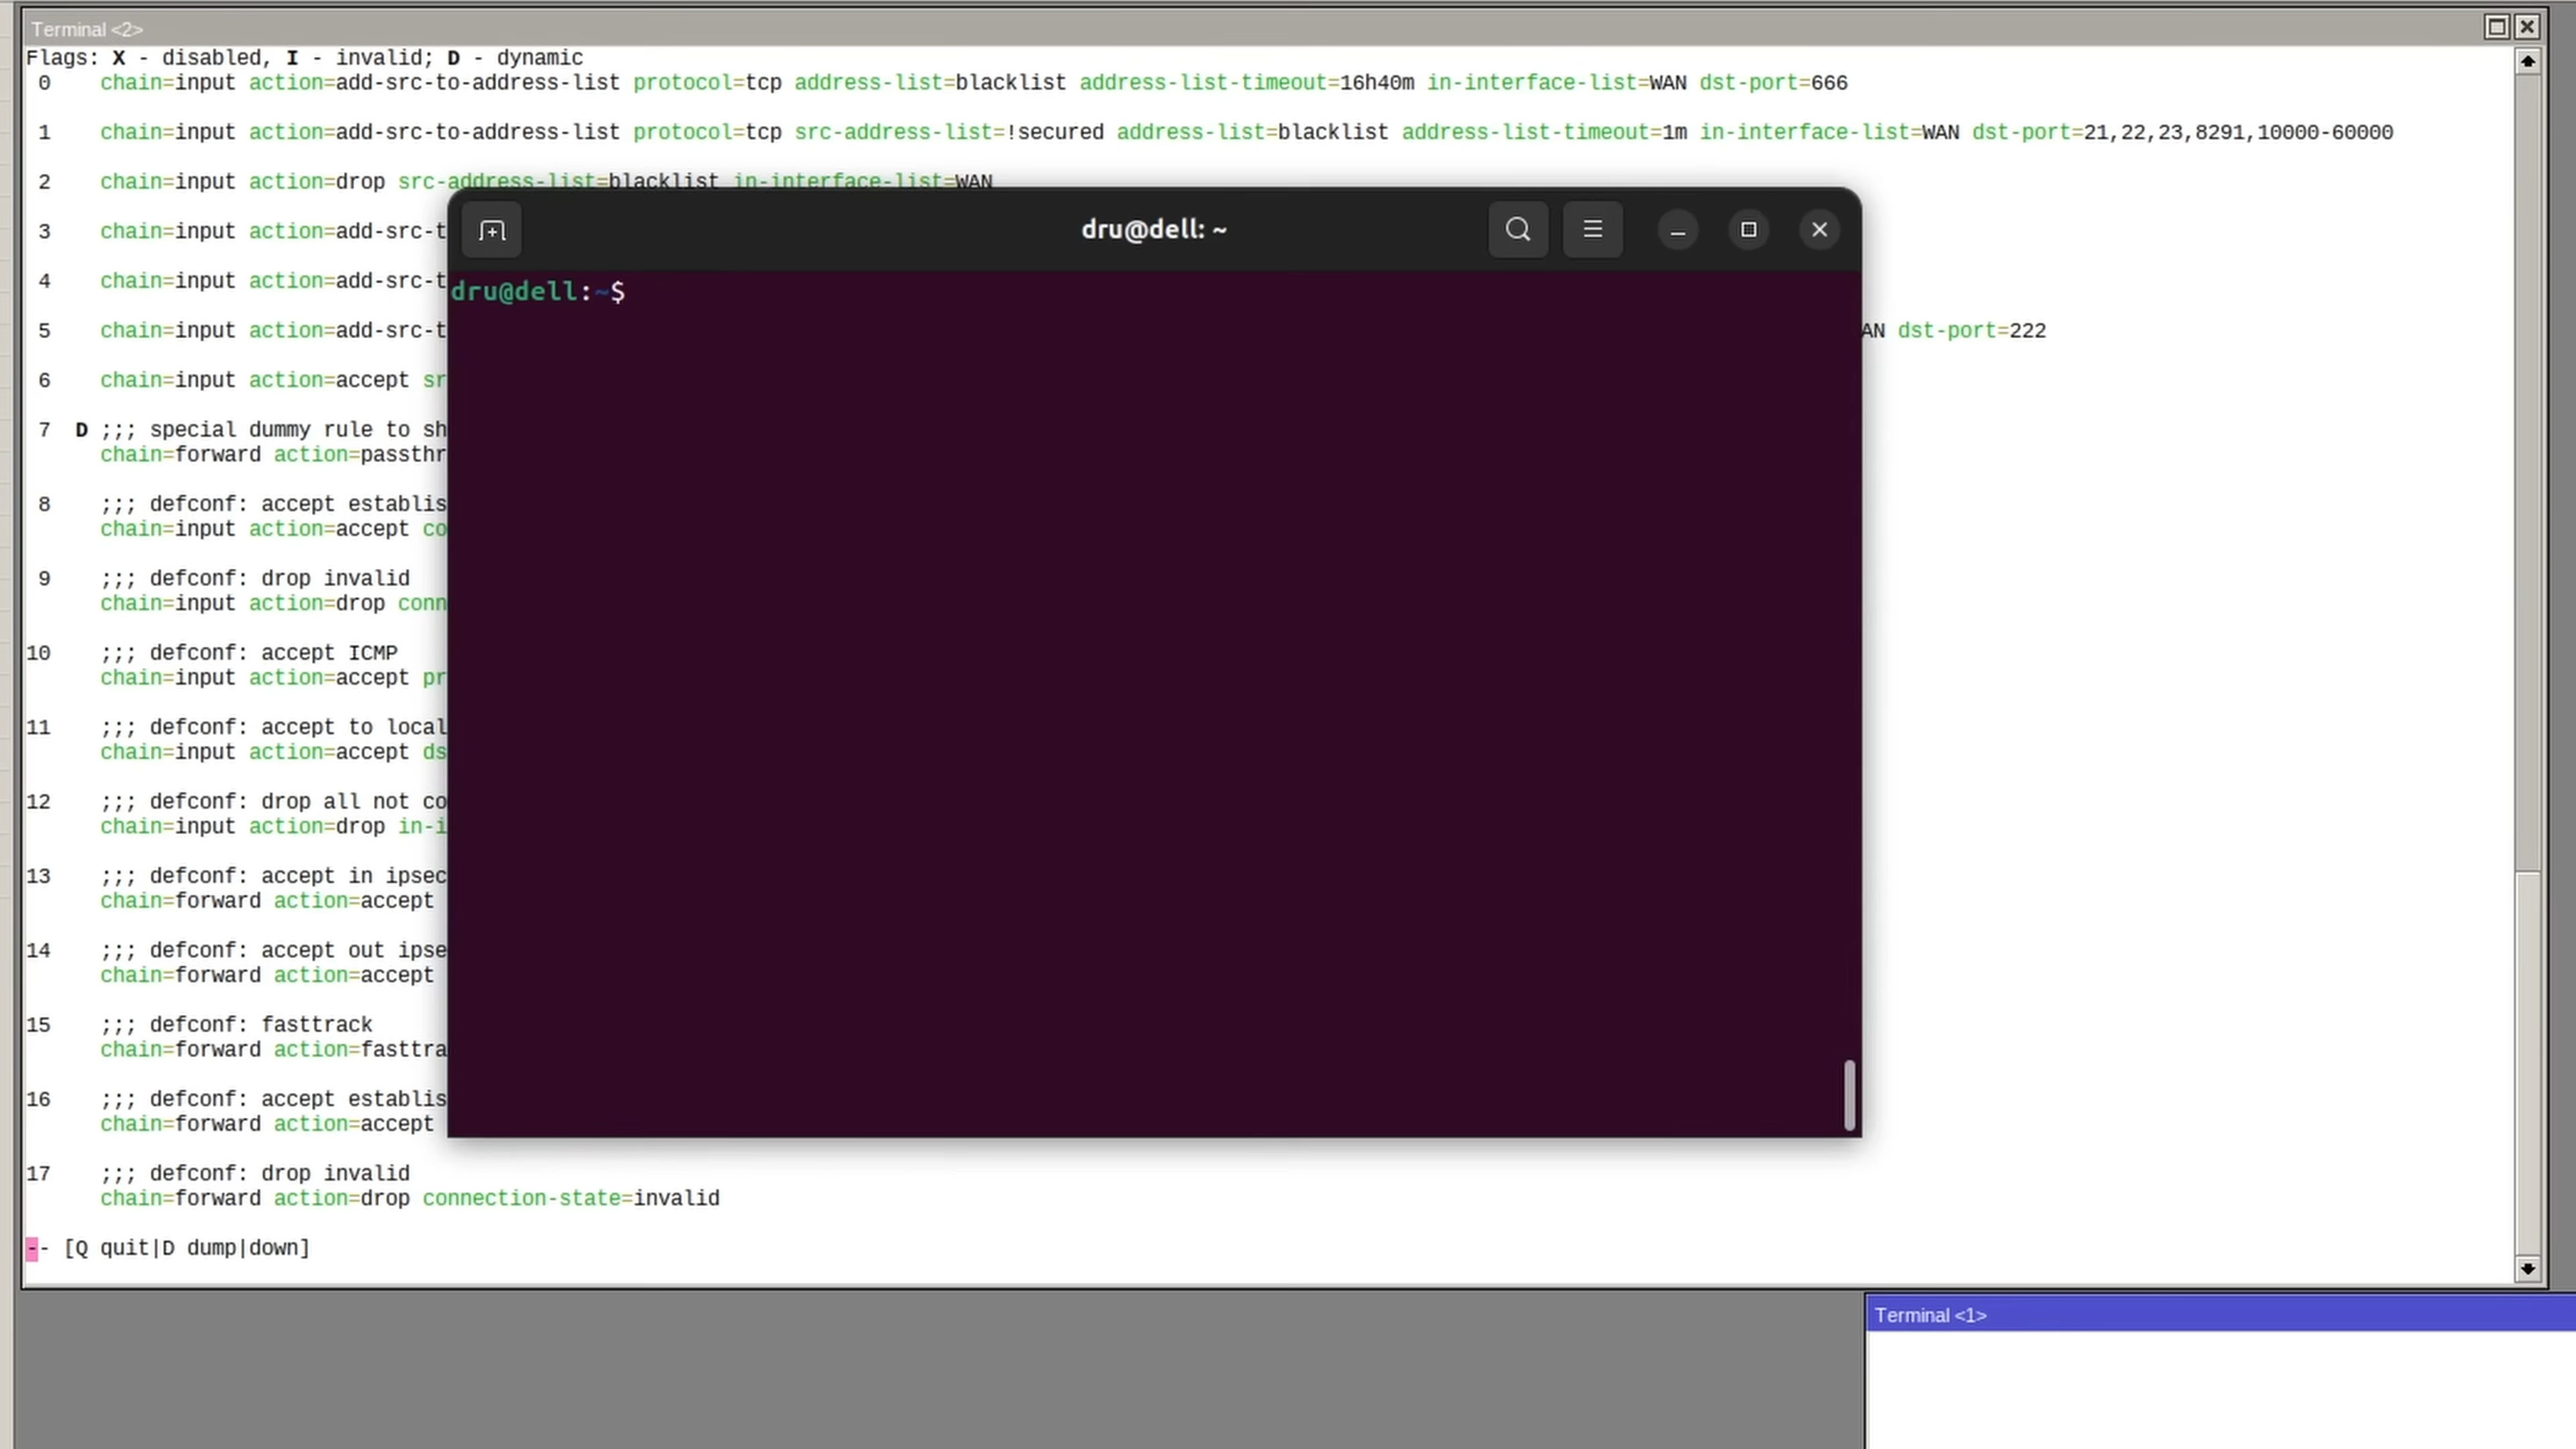 Terminal <2>
Flags: X - disabled, I - invalid; D - dynamic
0 chain=input action=add-src-to-address-list protocol=tcp address-list=blacklist address-list-timeout=16h40m in-interface-list=WAN dst-port=666
1 chain=input action=add-src-to-address-list protocol=tcp src-address-list=!secured address-list=blacklist address-list-timeout=1m in-interface-list=WAN dst-port=21,22,23,8291,10000-60000
2 chain=input action=drop src-address-list=blacklist in-interface-list=WAN
dru@dell: ~
3 chain=input action=add-src-t
dru@dell:~$
4 chain=input action=add-src-t
5 chain=input action=add-src-t AN dst-port=222
6 chain=input action=accept sr
7 D ;;; special dummy rule to sh
chain=forward action=passthr
8 ;;; defconf: accept establis
chain=input action=accept co
9 ;;; defconf: drop invalid
chain=input action=drop conn
10 ;;; defconf: accept ICMP
chain=input action=accept pr
11 ;;; defconf: accept to local
chain=input action=accept ds
12 ;;; defconf: drop all not co
chain=input action=drop in-i
13 ;;; defconf: accept in ipsec
chain=forward action=accept
14 ;;; defconf: accept out ipse
chain=forward action=accept
15 ;;; defconf: fasttrack
chain=forward action=fasttra
16 ;;; defconf: accept establis
chain=forward action=accept
17 ;;; defconf: drop invalid
chain=forward action=drop connection-state=invalid
-- [Q quit|D dump|down]
Terminal <1>